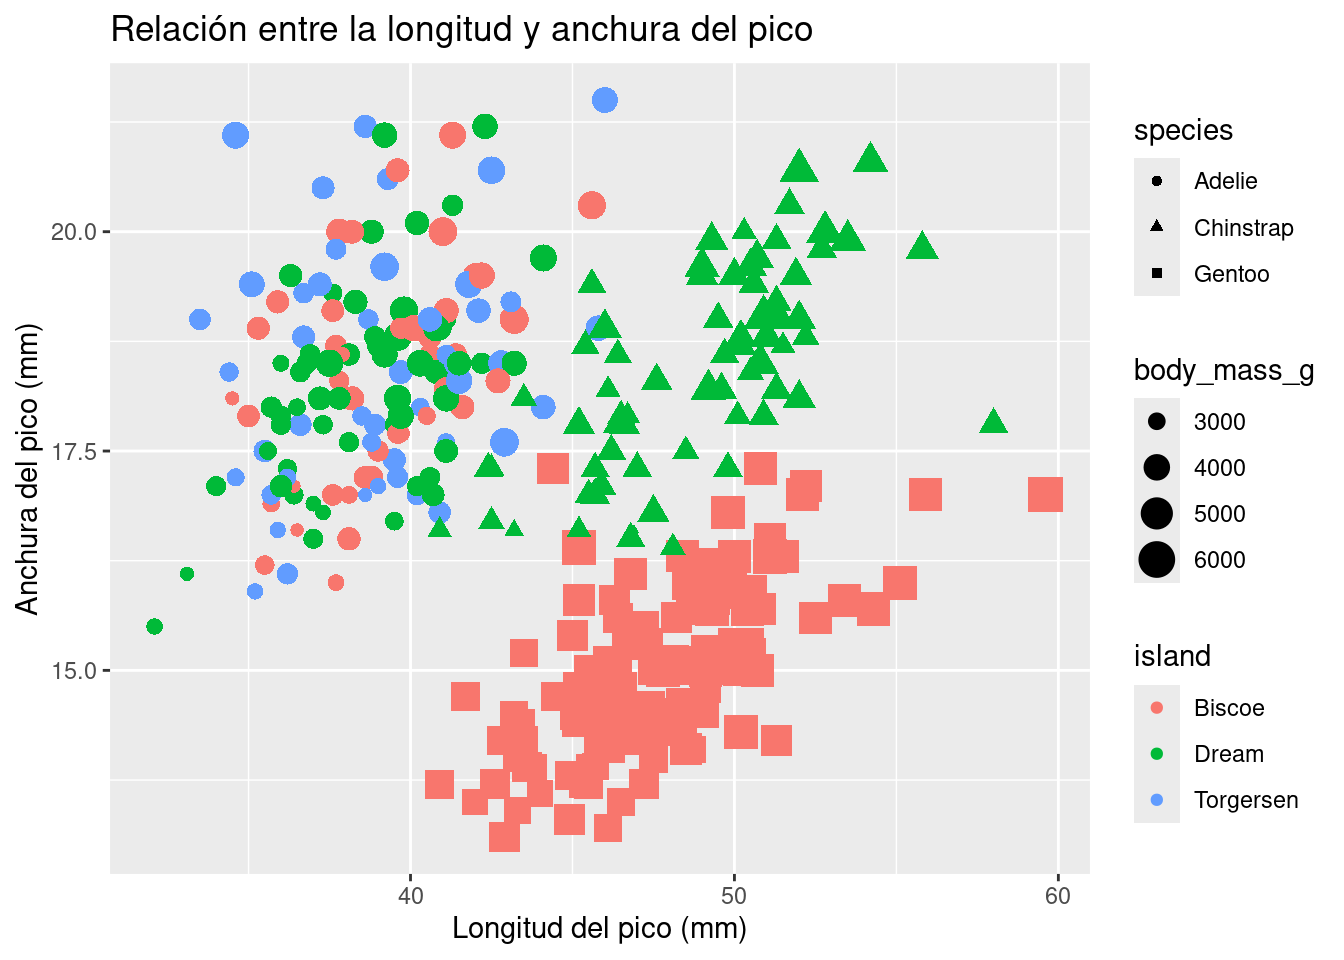 Relación entre la longitud y anchura del pico
Anchura del pico (mm)
20.0
17.5
15.0
40
50
60
Longitud del pico (mm)
species
Adelie
Chinstrap
Gentoo
body_mass_g
3000
4000
5000
6000
island
Biscoe
Dream
Torgersen